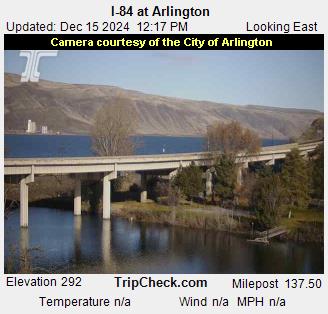 I-84 at Arlington
Updated: Dec 15 2024 12:17 PM Looking East
Camera courtesy of the City of Arlington
Elevation 292 TripCheck.com Milepost 137.50
Temperature n/a Wind n/a MPH n/a